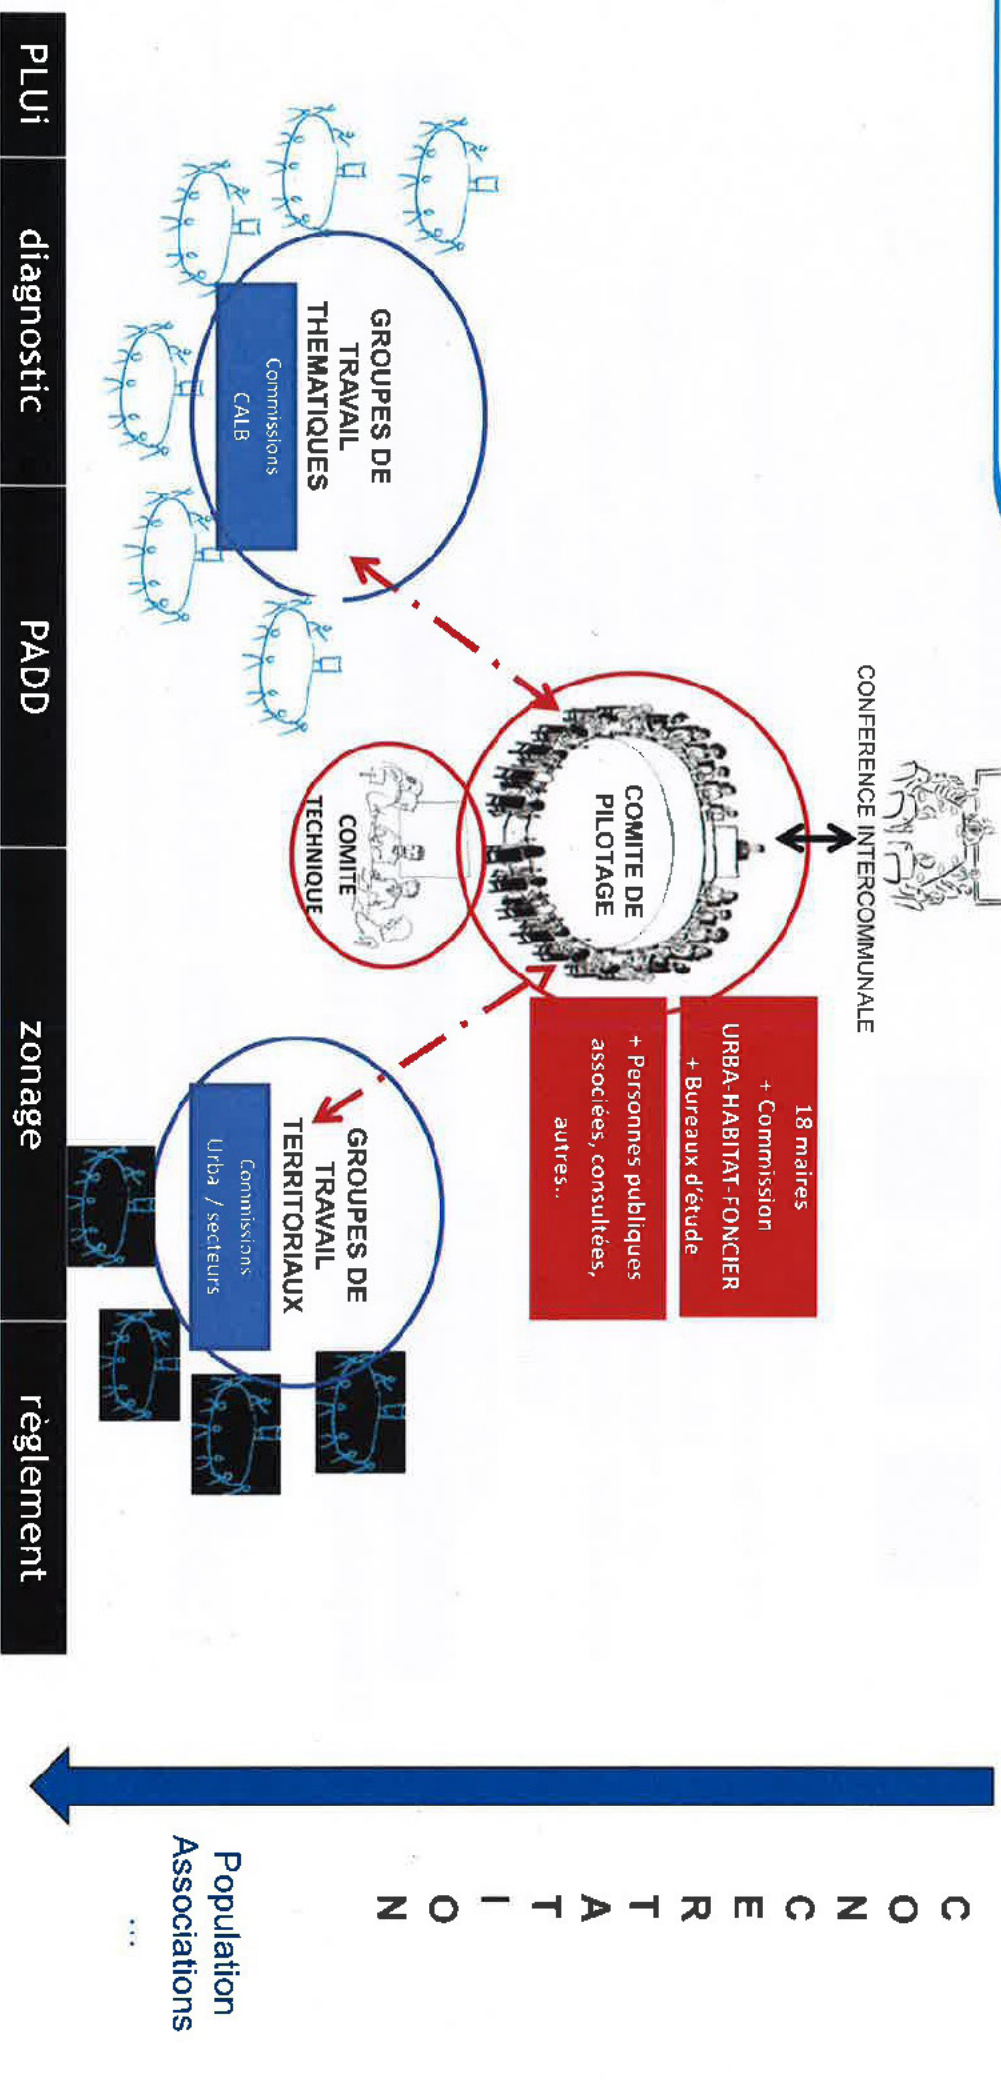 CONFERENCE INTERCOMMUNALE
COMITE DE
PILOTAGE
18 maires
+ Commission
URBA-HABITAT-FONCIER
+ Bureaux d'étude
+ Personnes publiques
associées, consultées,
autres..
GROUPES DE
TRAVAIL
THEMATIQUES
Commissions
CALB
COMITE
TECHNIQUE
GROUPES DE
TRAVAIL
TERRITORIAUX
Commissions
Urba / secteurs
PLUi
diagnostic
PADD
zonage
règlement
C
O
N
C
E
R
T
A
T
I
O
N
Population
Associations
...